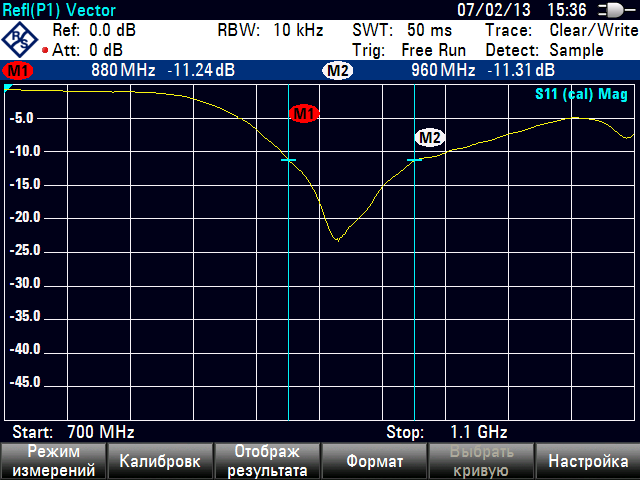 Refl(P1) Vector 07/02/13 15:36
Ref: 0.0 dB RBW: 10 kHz SWT: 50 ms Trace: Clear/Write
R&S Att: 0 dB Trig: Free Run Detect: Sample
M1 880 MHz -11.24 dB M2 960 MHz -11.31 dB
S11 (cal) Mag
M1
-5.0
M2
-10.0
-15.0
-20.0
-25.0
-30.0
-35.0
-40.0
-45.0
Start: 700 MHz Stop: 1.1 GHz
Режим измерений
Калибровк
Отображ результата
Формат
Выбрать кривую
Настройка